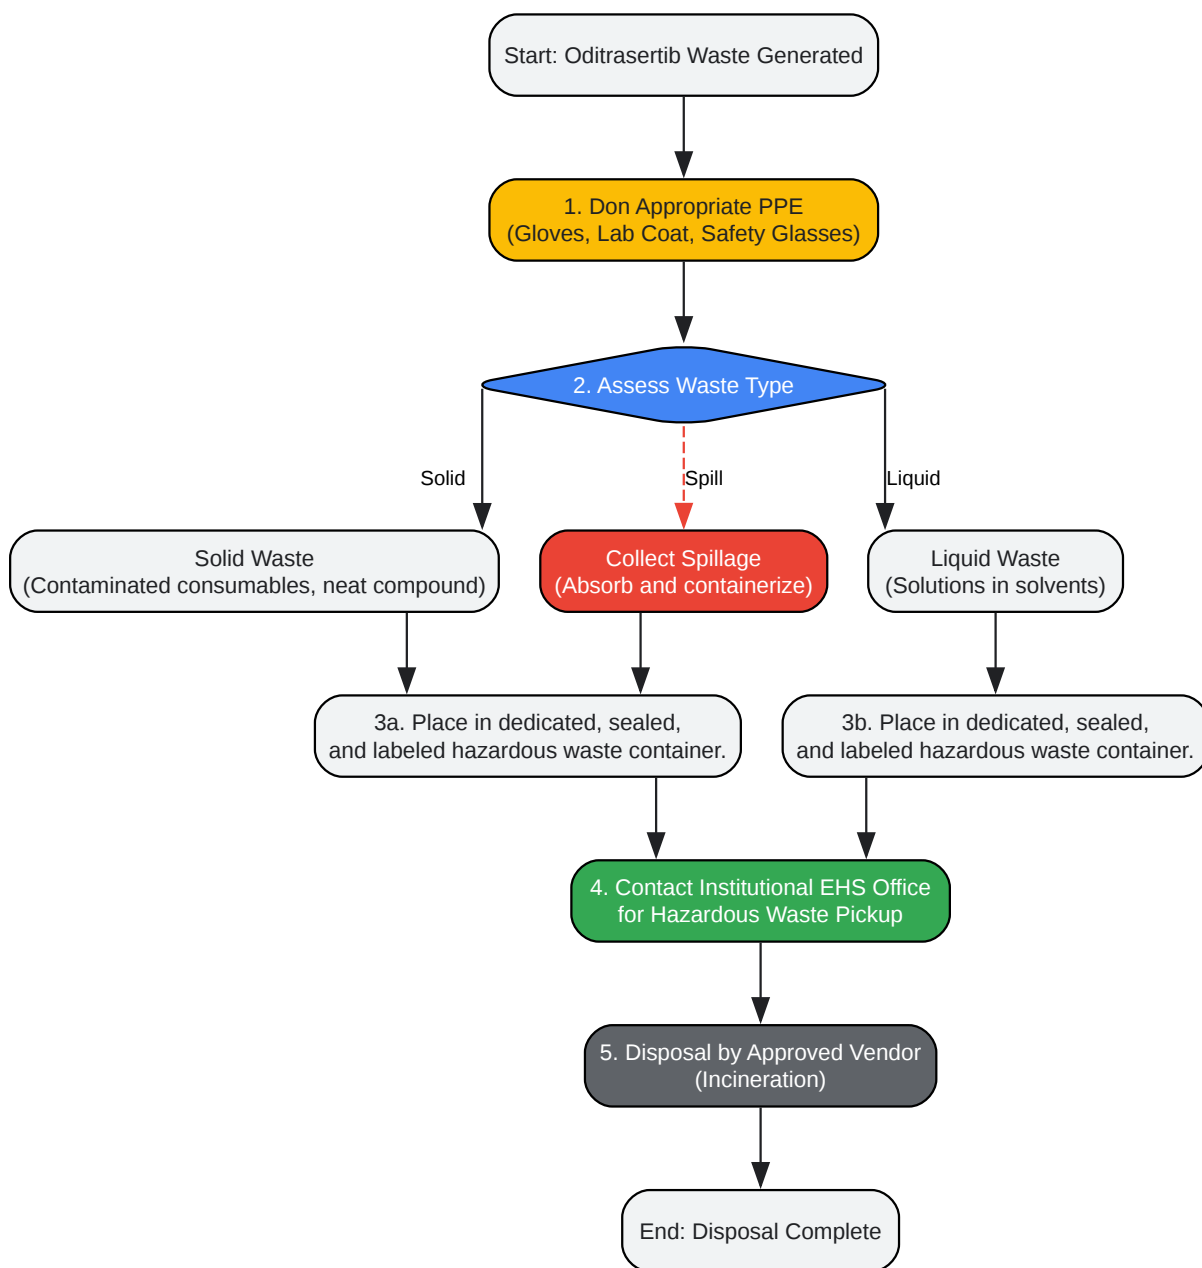 Start: Oditrasertib Waste Generated
1. Don Appropriate PPE
(Gloves, Lab Coat, Safety Glasses)
2. Assess Waste Type
Solid
Spill
Liquid
Solid Waste
(Contaminated consumables, neat compound)
Collect Spillage
(Absorb and containerize)
Liquid Waste
(Solutions in solvents)
3a. Place in dedicated, sealed,
and labeled hazardous waste container.
3b. Place in dedicated, sealed,
and labeled hazardous waste container.
4. Contact Institutional EHS Office
for Hazardous Waste Pickup
5. Disposal by Approved Vendor
(Incineration)
End: Disposal Complete